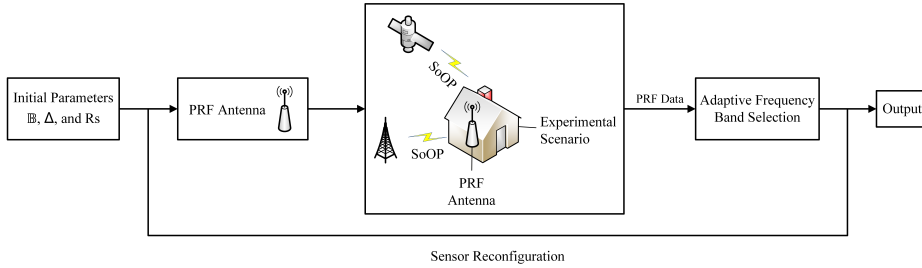 Initial Parameters
𝔹, Δ, and Rs
PRF Antenna
SoOP
SoOP
PRF
Antenna
Experimental
Scenario
PRF Data
Adaptive Frequency
Band Selection
Output
Sensor Reconfiguration